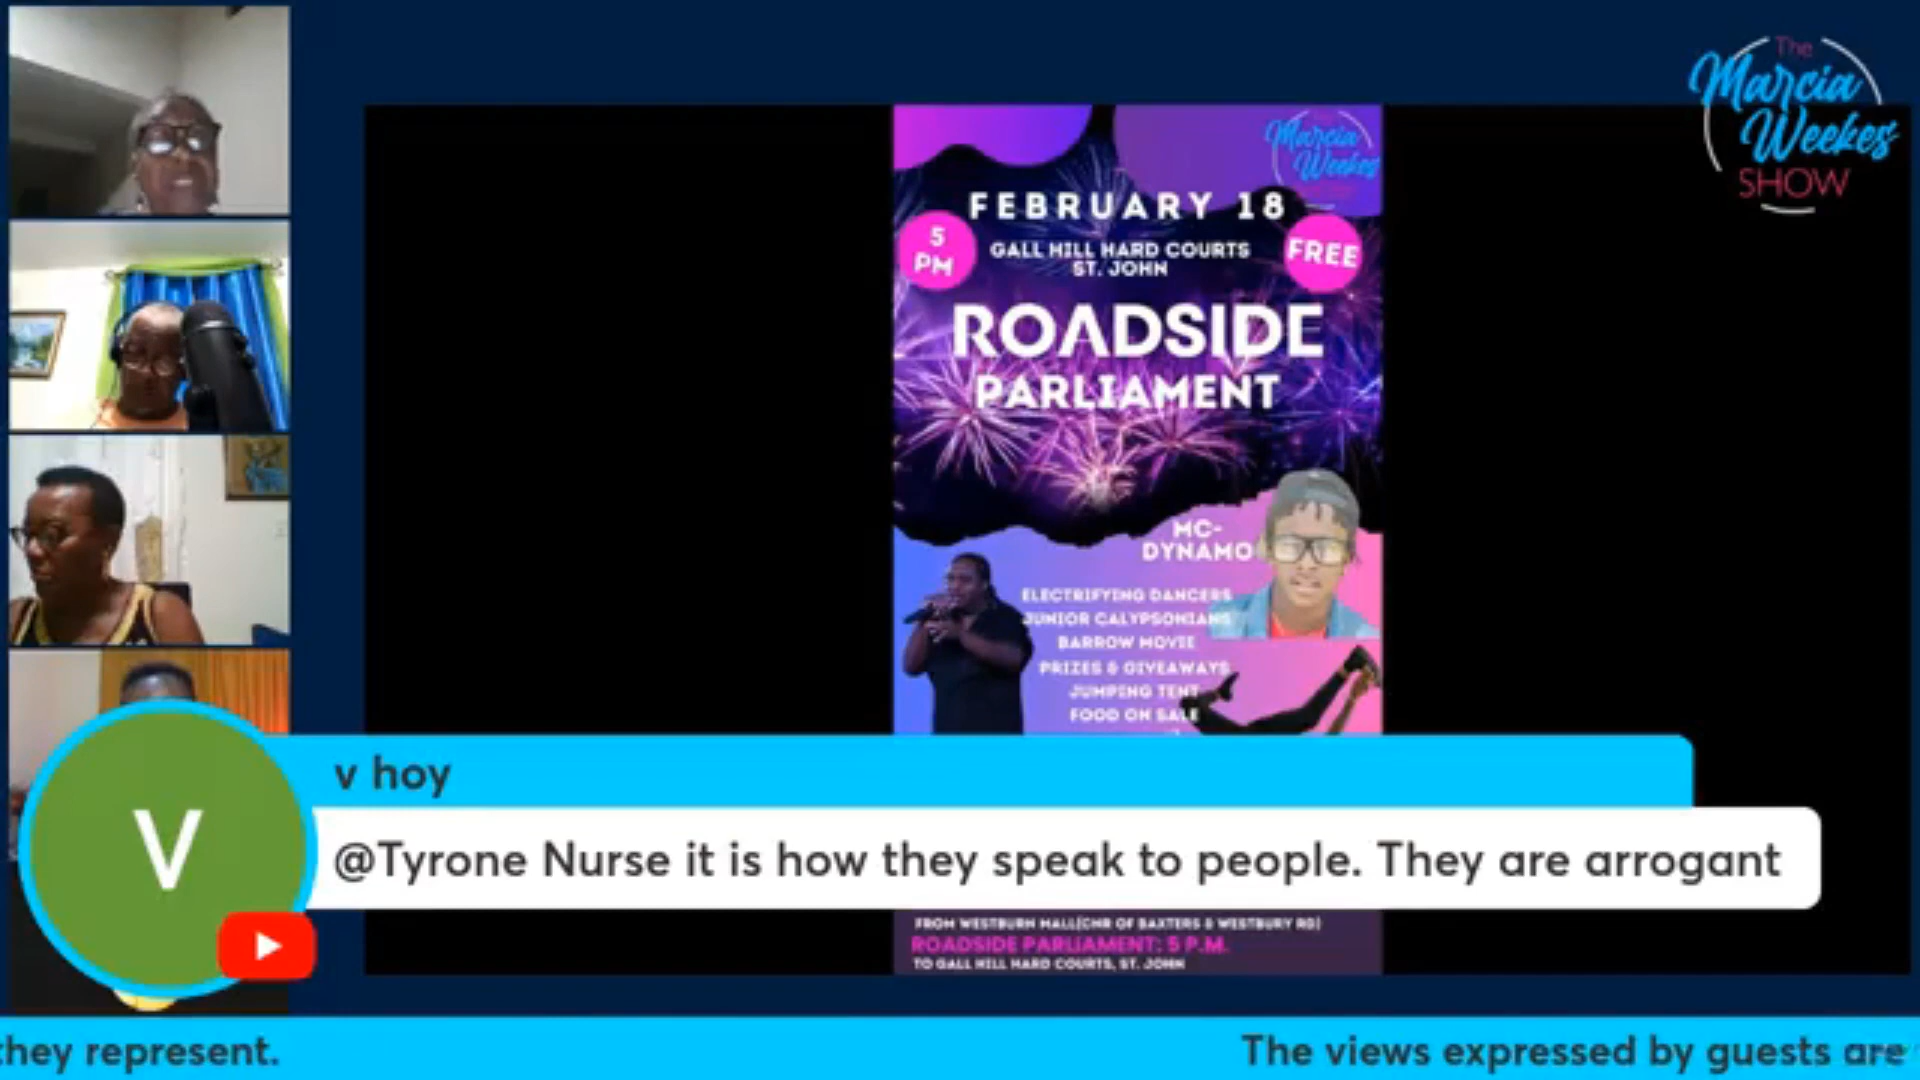 The
Marcia
Weekes
SHOW
Marcia
Weekes
FEBRUARY 18
5
PM
GALL HILL HARD COURTS
ST. JOHN
FREE
ROADSIDE
PARLIAMENT
MC-
DYNAMO
ELECTRIFYING DANCERS
JUNIOR CALYPSONIANS
BARROW MOVIE
PRIZES & GIVEAWAYS
JUMPING TENT
FOOD ON SALE
v hoy
V
@Tyrone Nurse it is how they speak to people. They are arrogant
FROM WESTBURN MALL(CNR OF BAXTERS & WESTBURY RD)
ROADSIDE PARLIAMENT: 5 P.M.
TO GALL HILL HARD COURTS, ST. JOHN
they represent.
The views expressed by guests are